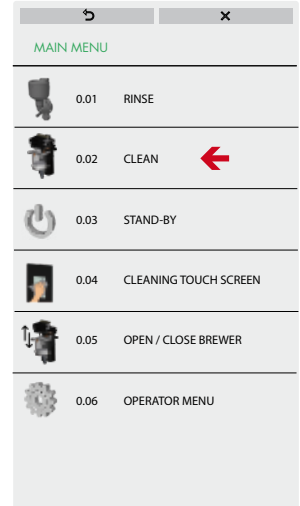 MAIN MENU
0.01 RINSE
0.02 CLEAN
0.03 STAND-BY
0.04 CLEANING TOUCH SCREEN
0.05 OPEN / CLOSE BREWER
0.06 OPERATOR MENU